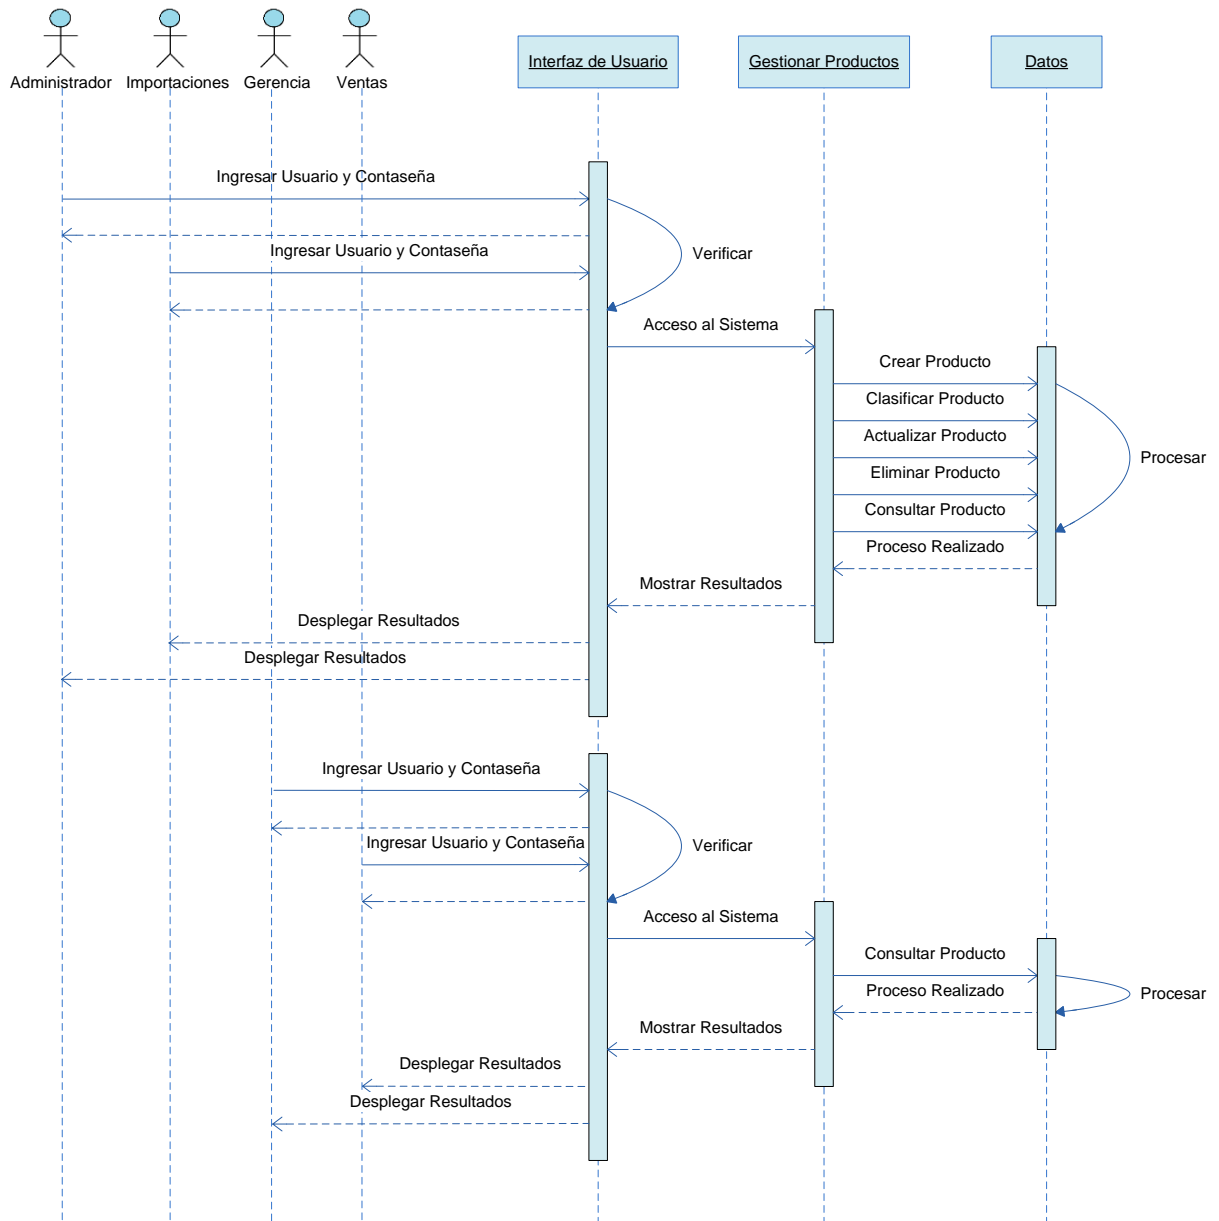 Administrador
Importaciones
Gerencia
Ventas
Interfaz de Usuario
Gestionar Productos
Datos
Ingresar Usuario y Contaseña
Ingresar Usuario y Contaseña
Verificar
Acceso al Sistema
Crear Producto
Clasificar Producto
Actualizar Producto
Procesar
Eliminar Producto
Consultar Producto
Proceso Realizado
Mostrar Resultados
Desplegar Resultados
Desplegar Resultados
Ingresar Usuario y Contaseña
Ingresar Usuario y Contaseña
Verificar
Acceso al Sistema
Consultar Producto
Proceso Realizado
Procesar
Mostrar Resultados
Desplegar Resultados
Desplegar Resultados